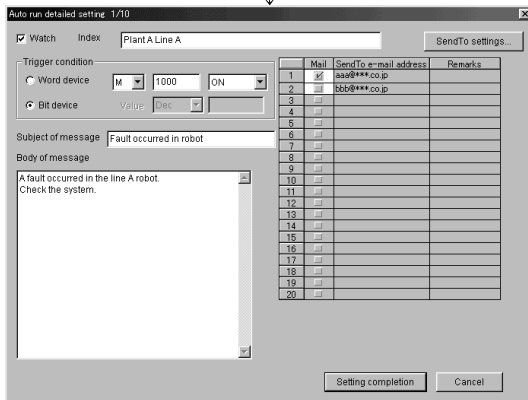 Auto run detailed setting 1/10
Watch Index Plant A Line A SendTo settings...
Trigger condition
Word device M 1000 ON
Bit device Value Dec
Subject of message Fault occurred in robot
Body of message
A fault occurred in the line A robot.
Check the system.
Mail SendTo e-mail address Remarks
1 aaa@***.co.jp
2 bbb@***.co.jp
3
4
5
6
7
8
9
10
11
12
13
14
15
16
17
18
19
20
Setting completion Cancel